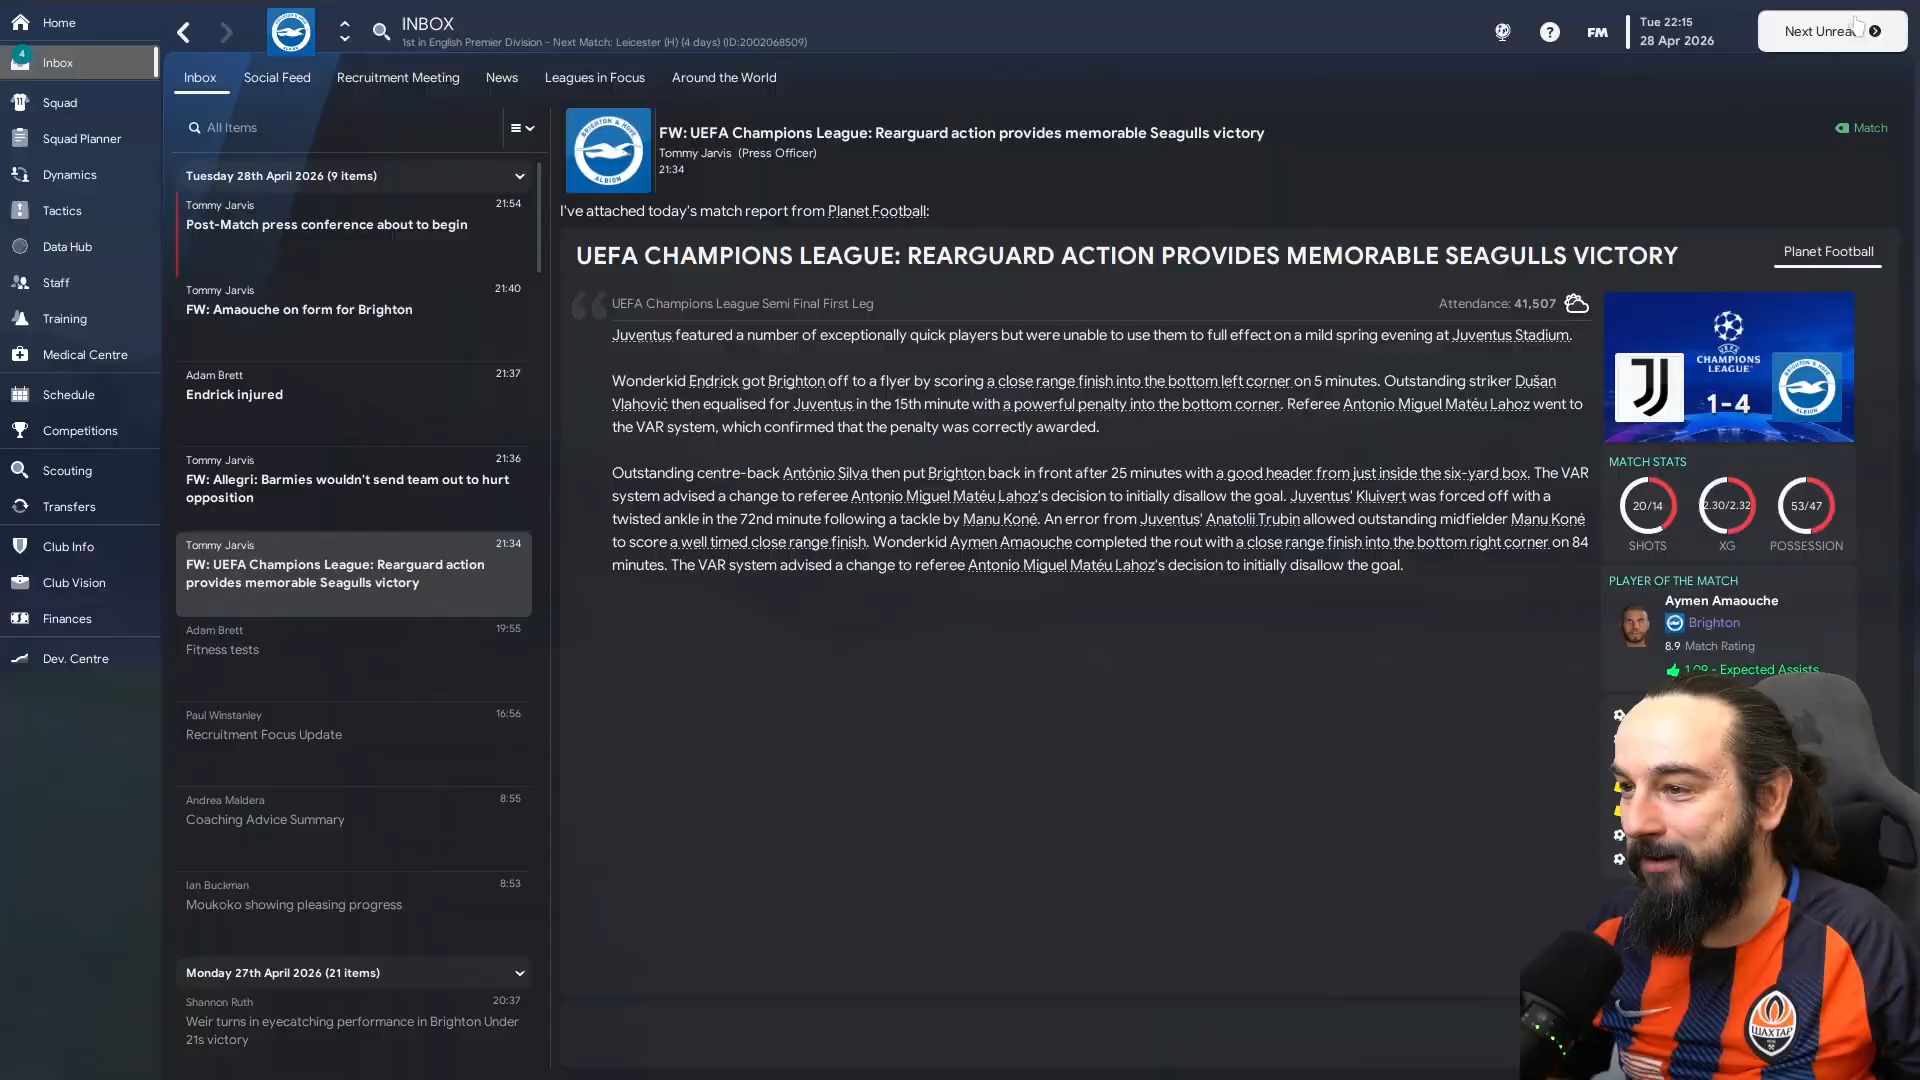 Home
4
Inbox
Squad
Squad Planner
Dynamics
Tactics
Data Hub
Staff
Training
Medical Centre
Schedule
Competitions
Scouting
Transfers
Club Info
Club Vision
Finances
Dev. Centre
INBOX
1st in English Premier Division - Next Match: Leicester (H) (4 days) (ID:2002068509)
FM
Tue 22:15
28 Apr 2026
Next
Inbox
Social Feed
Recruitment Meeting
News
Leagues in Focus
Around the World
All Items
Tuesday 28th April 2026 (9 items)
Tommy Jarvis 21:54
Post-Match press conference about to begin
Tommy Jarvis 21:40
FW: Amaouche on form for Brighton
Adam Brett 21:37
Endrick injured
Tommy Jarvis 21:36
FW: Allegri: Barmies wouldn't send team out to hurt
opposition
Tommy Jarvis 21:34
FW: UEFA Champions League: Rearguard action
provides memorable Seagulls victory
Adam Brett 19:55
Fitness tests
Paul Winstanley 16:56
Recruitment Focus Update
Andrea Maldera 8:55
Coaching Advice Summary
Ian Buckman 8:53
Moukoko showing pleasing progress
Monday 27th April 2026 (21 items)
Shannon Ruth 20:37
Weir turns in eyecatching performance in Brighton Under
21s victory
BRIGHTON & HOVE
ALBION
FW: UEFA Champions League: Rearguard action provides memorable Seagulls victory
Tommy Jarvis (Press Officer)
21:34
Match
I've attached today's match report from Planet Football:
UEFA CHAMPIONS LEAGUE: REARGUARD ACTION PROVIDES MEMORABLE SEAGULLS VICTORY
Planet Football
UEFA Champions League Semi Final First Leg
Attendance: 41,507
Juventus featured a number of exceptionally quick players but were unable to use them to full effect on a mild spring evening at Juventus Stadium.
Wonderkid Endrick got Brighton off to a flyer by scoring a close range finish into the bottom left corner on 5 minutes. Outstanding striker Dušan
Vlahović then equalised for Juventus in the 15th minute with a powerful penalty into the bottom corner. Referee Antonio Miguel Matéu Lahoz went to
the VAR system, which confirmed that the penalty was correctly awarded.
Outstanding centre-back António Silva then put Brighton back in front after 25 minutes with a good header from just inside the six-yard box. The VAR
system advised a change to referee Antonio Miguel Matéu Lahoz's decision to initially disallow the goal. Juventus' Kluivert was forced off with a
twisted ankle in the 72nd minute following a tackle by Manu Koné. An error from Juventus' Anatolii Trubin allowed outstanding midfielder Manu Koné
to score a well timed close range finish. Wonderkid Aymen Amaouche completed the rout with a close range finish into the bottom right corner on 84
minutes. The VAR system advised a change to referee Antonio Miguel Matéu Lahoz's decision to initially disallow the goal.
UEFA
CHAMPIONS
LEAGUE
1-4
MATCH STATS
20/14
2.30/2.32
53/47
SHOTS
XG
POSSESSION
PLAYER OF THE MATCH
Aymen Amaouche
Brighton
8.9 Match Rating
1.09 - Expected Assists
ШАХТАР